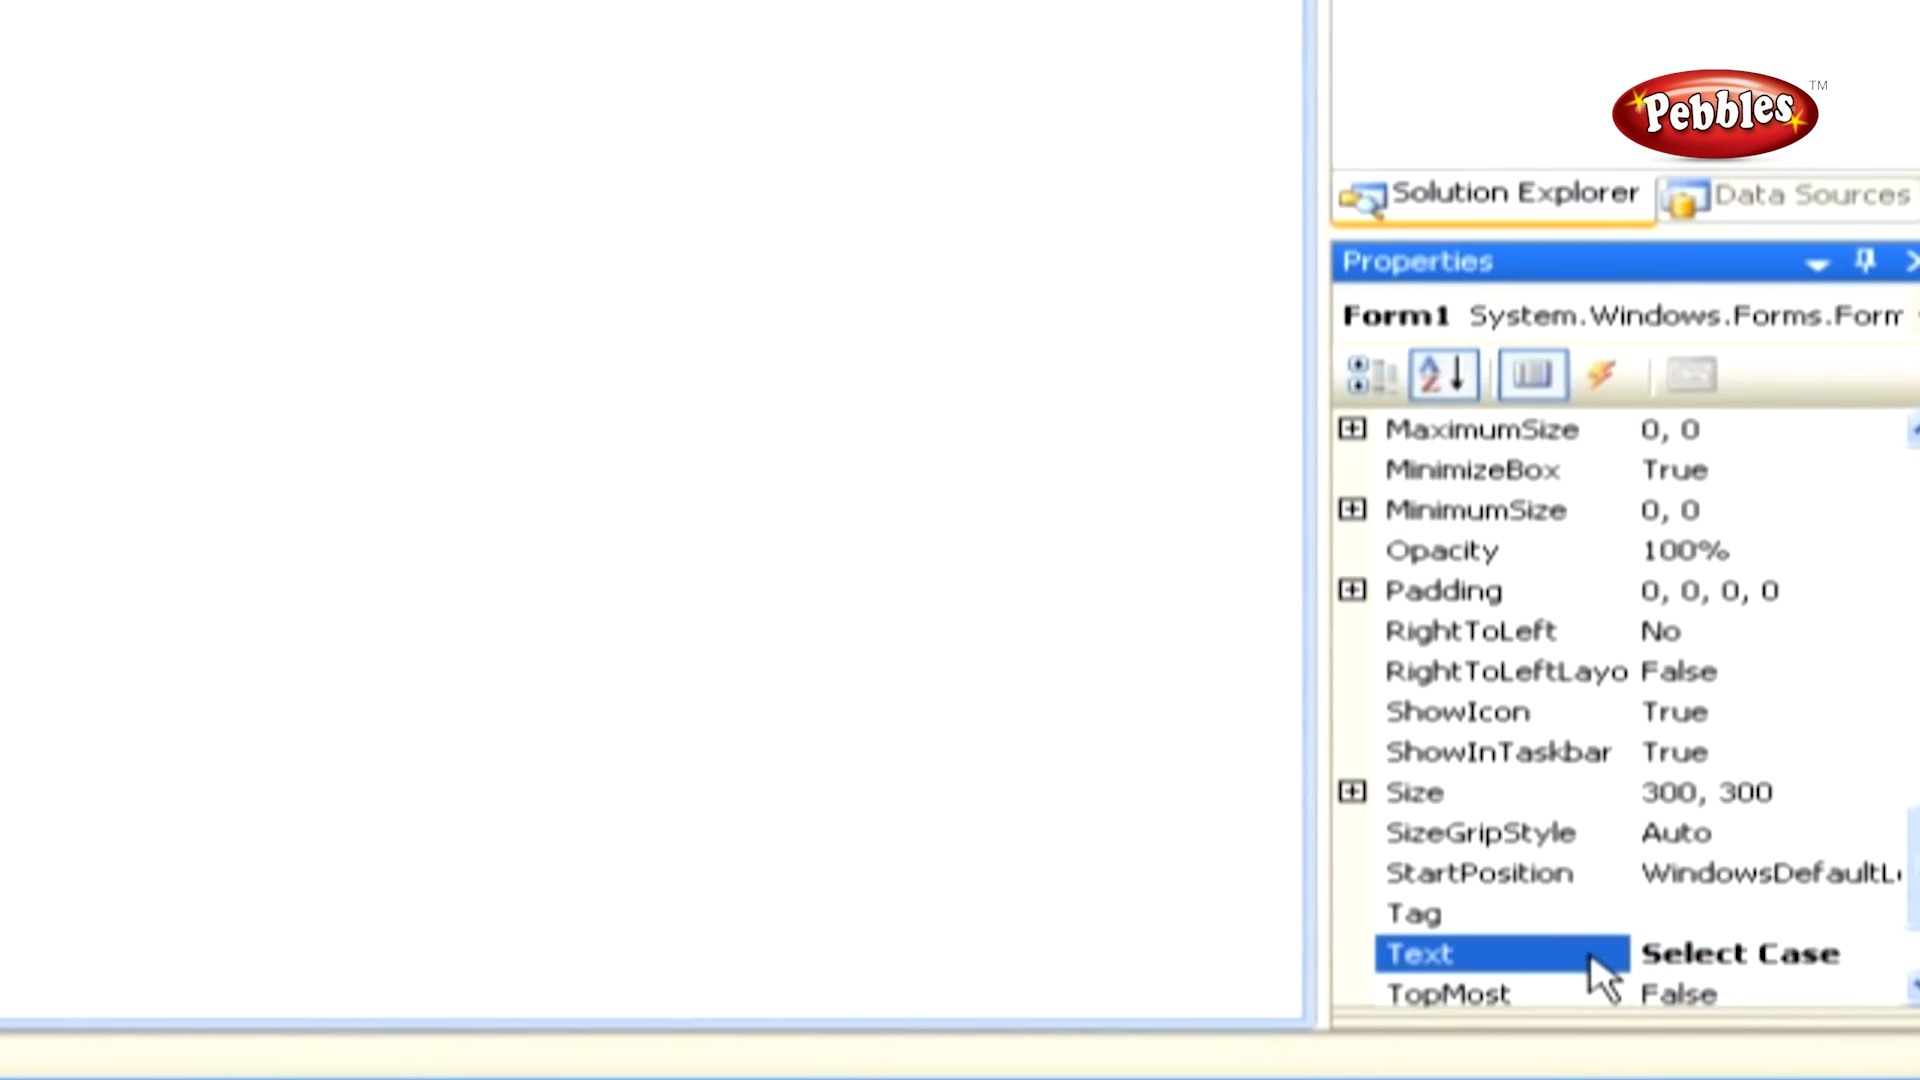 Pebbles™
Solution Explorer Data Sources
Properties
Form1 System.Windows.Forms.Form
MaximumSize 0, 0
MinimizeBox True
MinimumSize 0, 0
Opacity 100%
Padding 0, 0, 0, 0
RightToLeft No
RightToLeftLayo False
ShowIcon True
ShowInTaskbar True
Size 300, 300
SizeGripStyle Auto
StartPosition WindowsDefaultL
Tag
Text Select Case
TopMost False